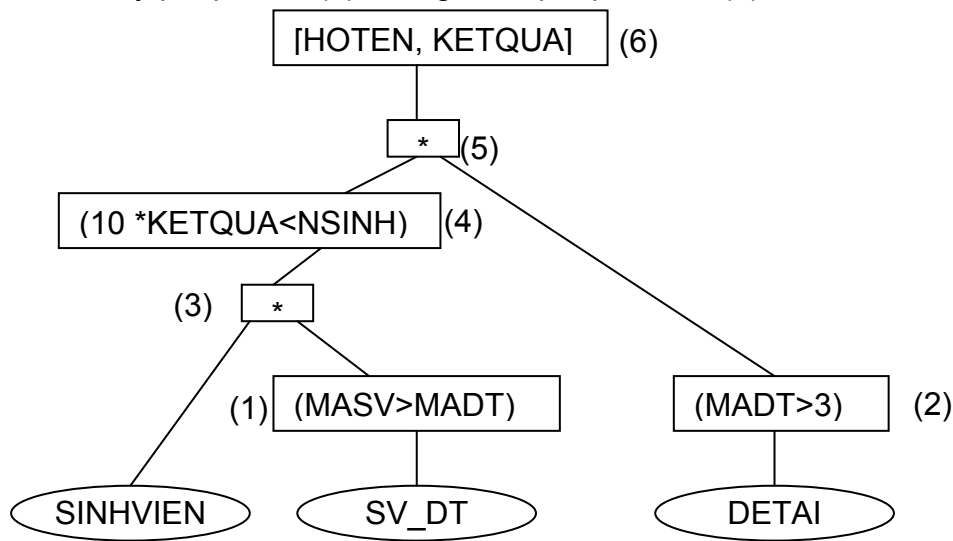 [HOTEN, KETQUA] (6)
* (5)
(10 *KETQUA<NSINH) (4)
(3) *
(1) (MASV>MADT) (MADT>3) (2)
SINHVIEN SV_DT DETAI